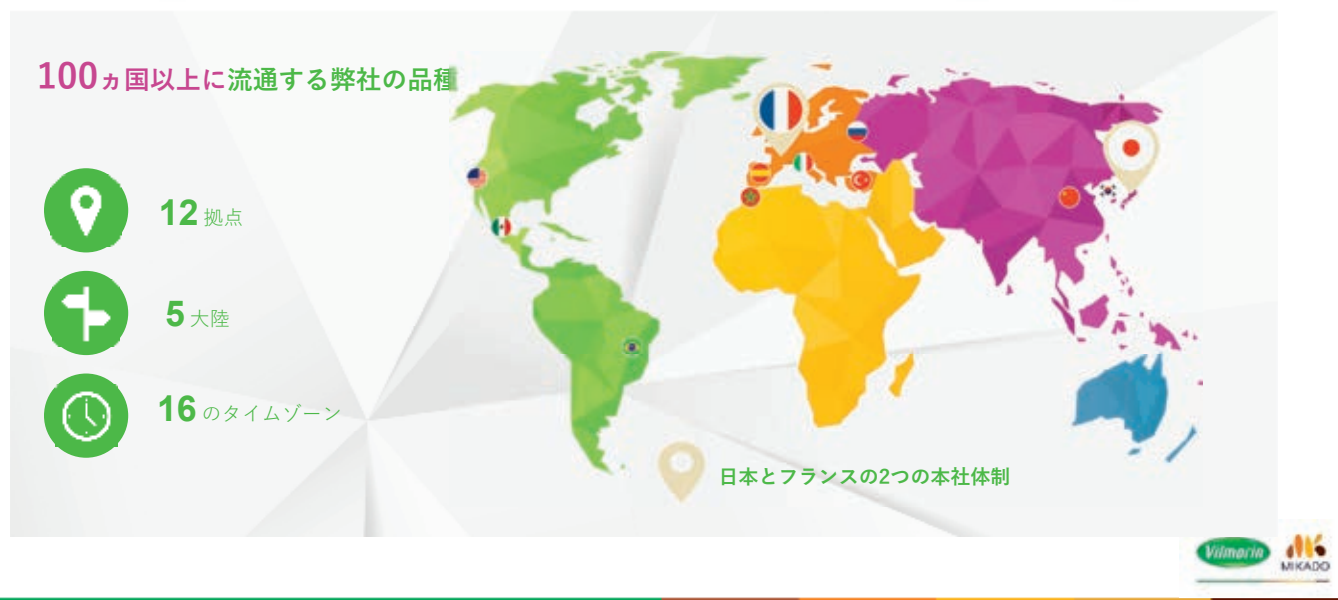 100ヵ国以上に流通する弊社の品種
12 拠点
5 大陸
16 のタイムゾーン
日本とフランスの2つの本社体制
Vilmorin
MIKADO